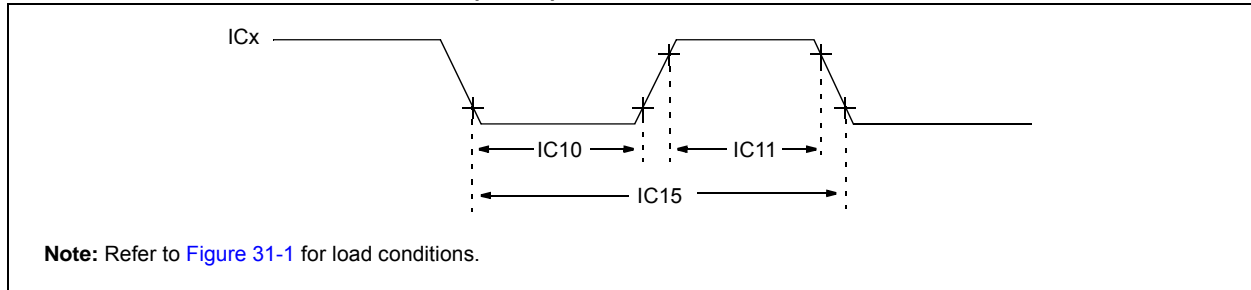 ICx
IC10
IC11
IC15
Note: Refer to Figure 31-1 for load conditions.